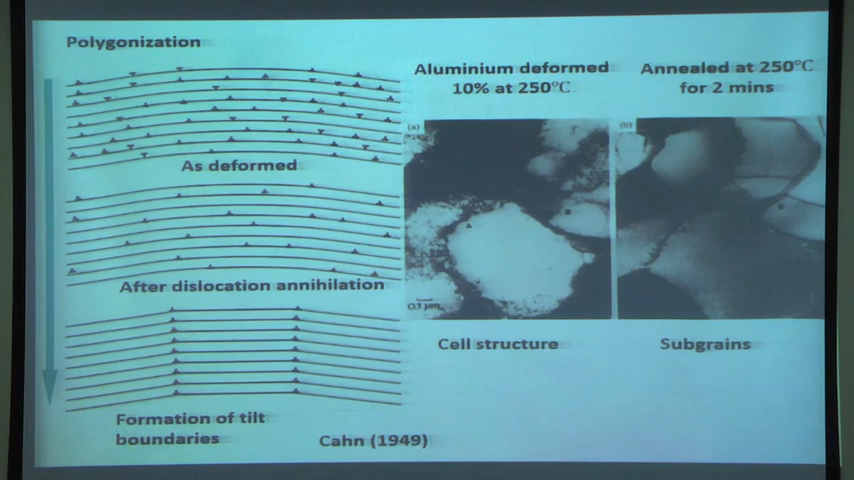 Polygonization
As deformed
After dislocation annihilation
Formation of tilt
boundaries
Cahn (1949)
Aluminium deformed
10% at 250°C
Annealed at 250°C
for 2 mins
(a)
(b)
A
B
0.1 µm
Cell structure
Subgrains